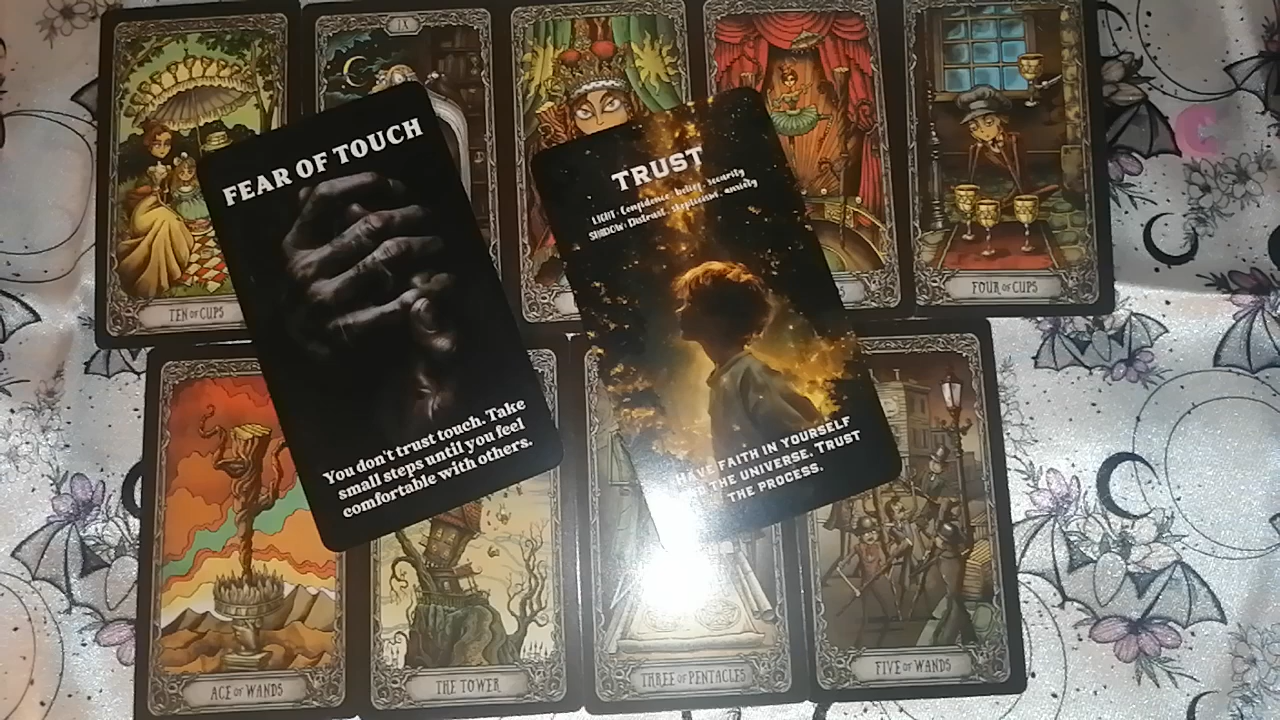 IX
TEN OF CUPS
FOUR OF CUPS
FEAR OF TOUCH
You don't trust touch. Take
small steps until you feel
comfortable with others.
TRUST
LIGHT: Confidence, belief, security
SHADOW: Distrust, skepticism, anxiety
HAVE FAITH IN YOURSELF
THE UNIVERSE. TRUST
THE PROCESS.
ACE OF WANDS
THE TOWER
THREE OF PENTACLES
FIVE OF WANDS